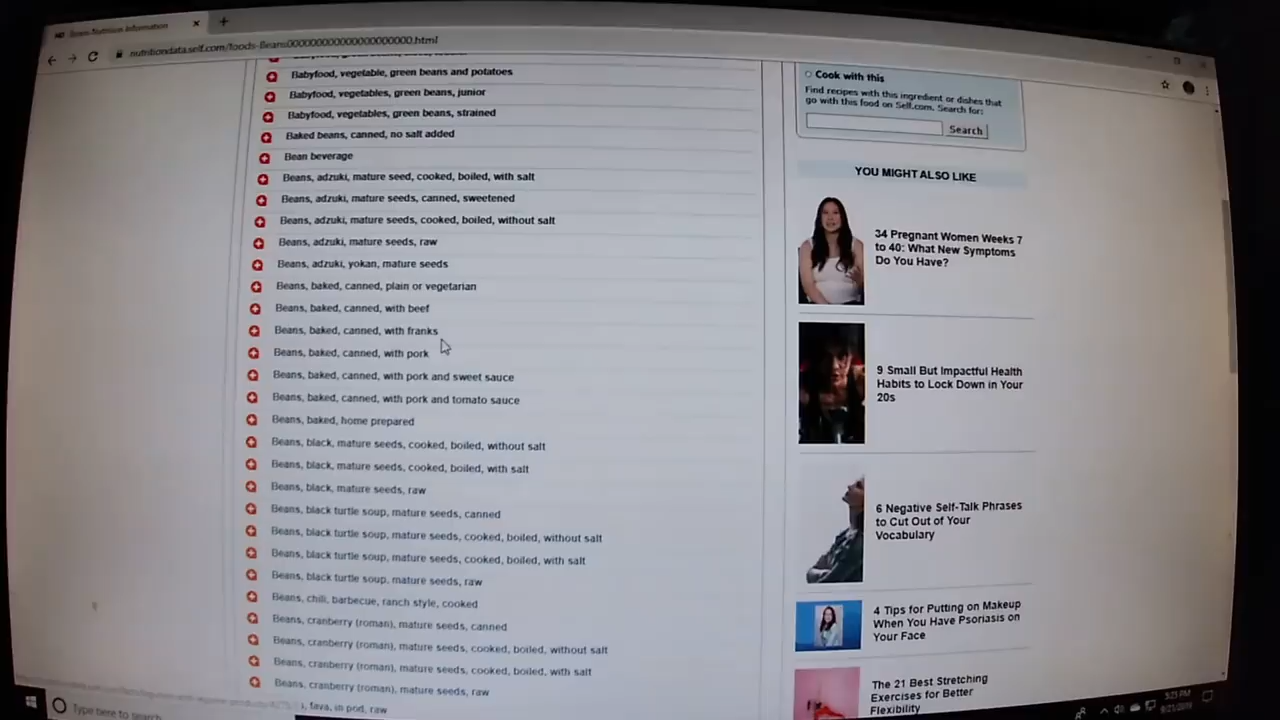 Beans Nutrition Information
nutritiondata.self.com/foods-Beans000000000000000000000.html
Babyfood, vegetable, green beans and potatoes
Babyfood, vegetables, green beans, junior
Babyfood, vegetables, green beans, strained
Baked beans, canned, no salt added
Bean beverage
Beans, adzuki, mature seed, cooked, boiled, with salt
Beans, adzuki, mature seeds, canned, sweetened
Beans, adzuki, mature seeds, cooked, boiled, without salt
Beans, adzuki, mature seeds, raw
Beans, adzuki, yokan, mature seeds
Beans, baked, canned, plain or vegetarian
Beans, baked, canned, with beef
Beans, baked, canned, with franks
Beans, baked, canned, with pork
Beans, baked, canned, with pork and sweet sauce
Beans, baked, canned, with pork and tomato sauce
Beans, baked, home prepared
Beans, black, mature seeds, cooked, boiled, without salt
Beans, black, mature seeds, cooked, boiled, with salt
Beans, black, mature seeds, raw
Beans, black turtle soup, mature seeds, canned
Beans, black turtle soup, mature seeds, cooked, boiled, without salt
Beans, black turtle soup, mature seeds, cooked, boiled, with salt
Beans, black turtle soup, mature seeds, raw
Beans, chili, barbecue, ranch style, cooked
Beans, cranberry (roman), mature seeds, canned
Beans, cranberry (roman), mature seeds, cooked, boiled, without salt
Beans, cranberry (roman), mature seeds, cooked, boiled, with salt
Beans, cranberry (roman), mature seeds, raw
, fava, in pod, raw
Cook with this
Find recipes with this ingredient or dishes that
go with this food on Self.com. Search for:
Search
YOU MIGHT ALSO LIKE
34 Pregnant Women Weeks 7
to 40: What New Symptoms
Do You Have?
9 Small But Impactful Health
Habits to Lock Down in Your
20s
6 Negative Self-Talk Phrases
to Cut Out of Your
Vocabulary
4 Tips for Putting on Makeup
When You Have Psoriasis on
Your Face
The 21 Best Stretching
Exercises for Better
Flexibility
Type here to search
5:23 PM